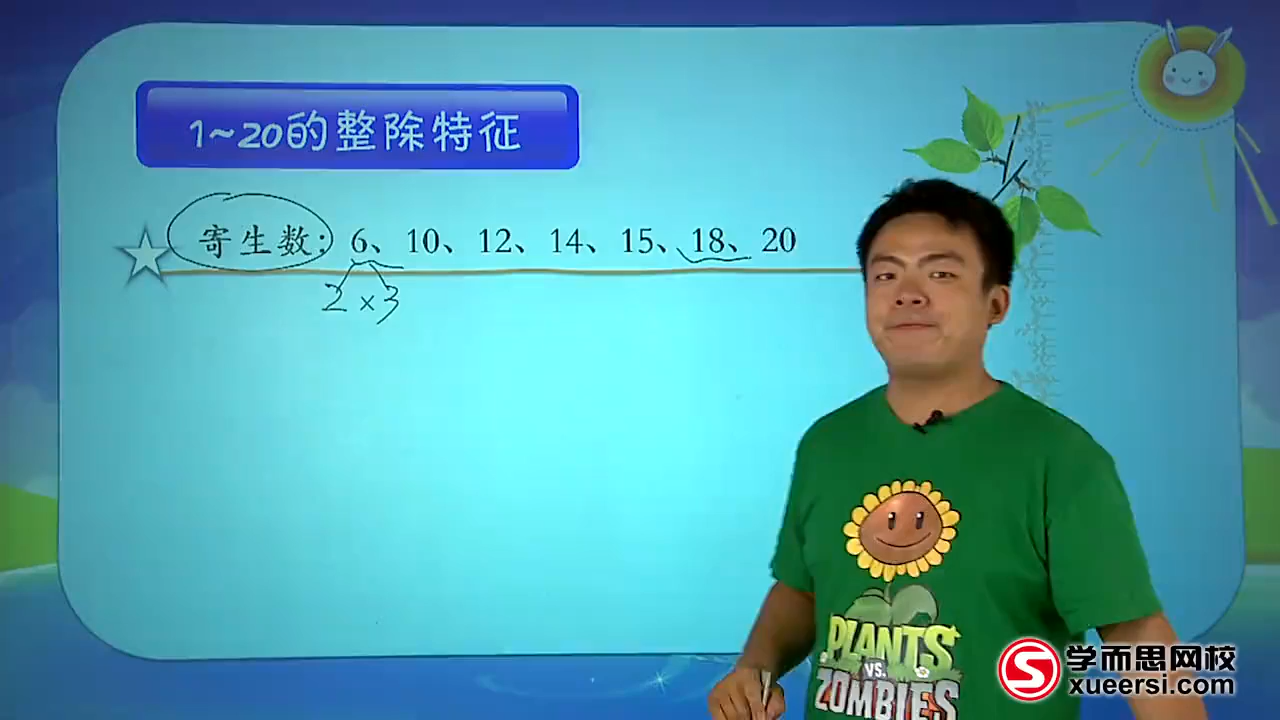 1~20的整除特征
寄生数: 6、10、12、14、15、18、20
2×3
PLANTS
VS.
ZOMBIES
学而思网校
xueersi.com